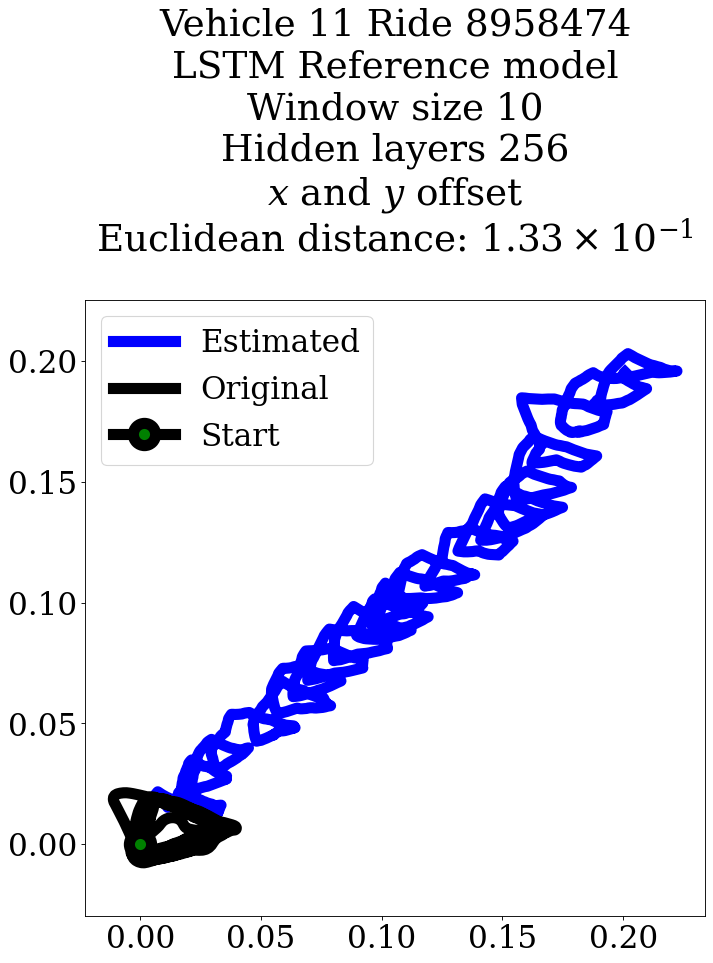 Vehicle 11 Ride 8958474
LSTM Reference model
Window size 10
Hidden layers 256
x and y offset
Euclidean distance: 1.33 × 10⁻¹
Estimated
Original
Start
0.20
0.15
0.10
0.05
0.00
0.00 0.05 0.10 0.15 0.20